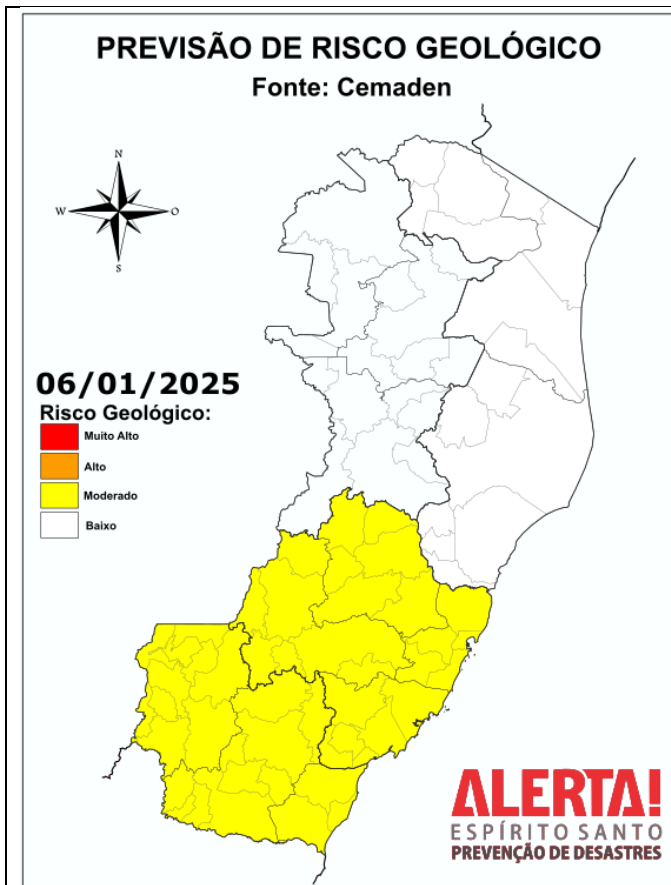 PREVISÃO DE RISCO GEOLÓGICO
Fonte: Cemaden
N
W
O
S
06/01/2025
Risco Geológico:
Muito Alto
Alto
Moderado
Baixo
ALERTA!
ESPÍRITO SANTO
PREVENÇÃO DE DESASTRES